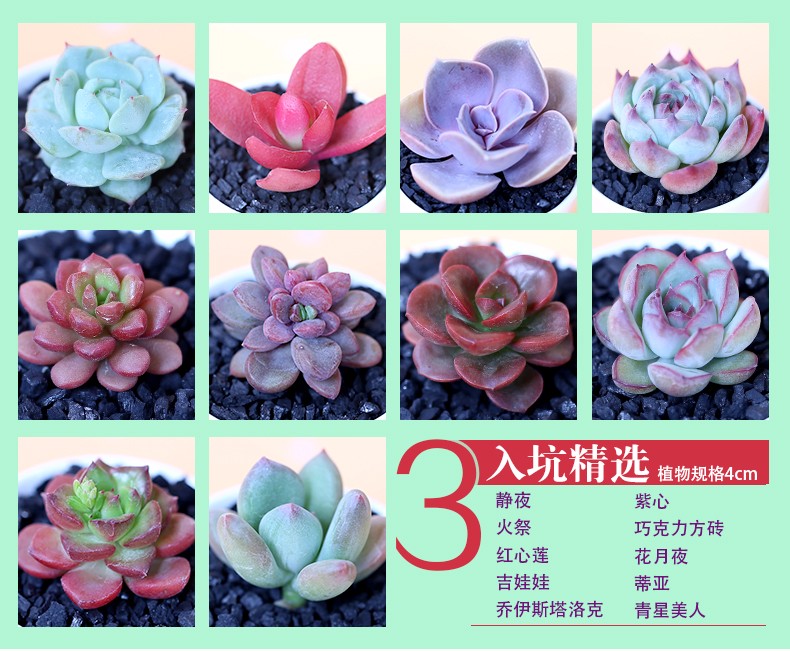 3
入坑精选 植物规格4cm
静夜 紫心
火祭 巧克力方砖
红心莲 花月夜
吉娃娃 蒂亚
乔伊斯塔洛克 青星美人